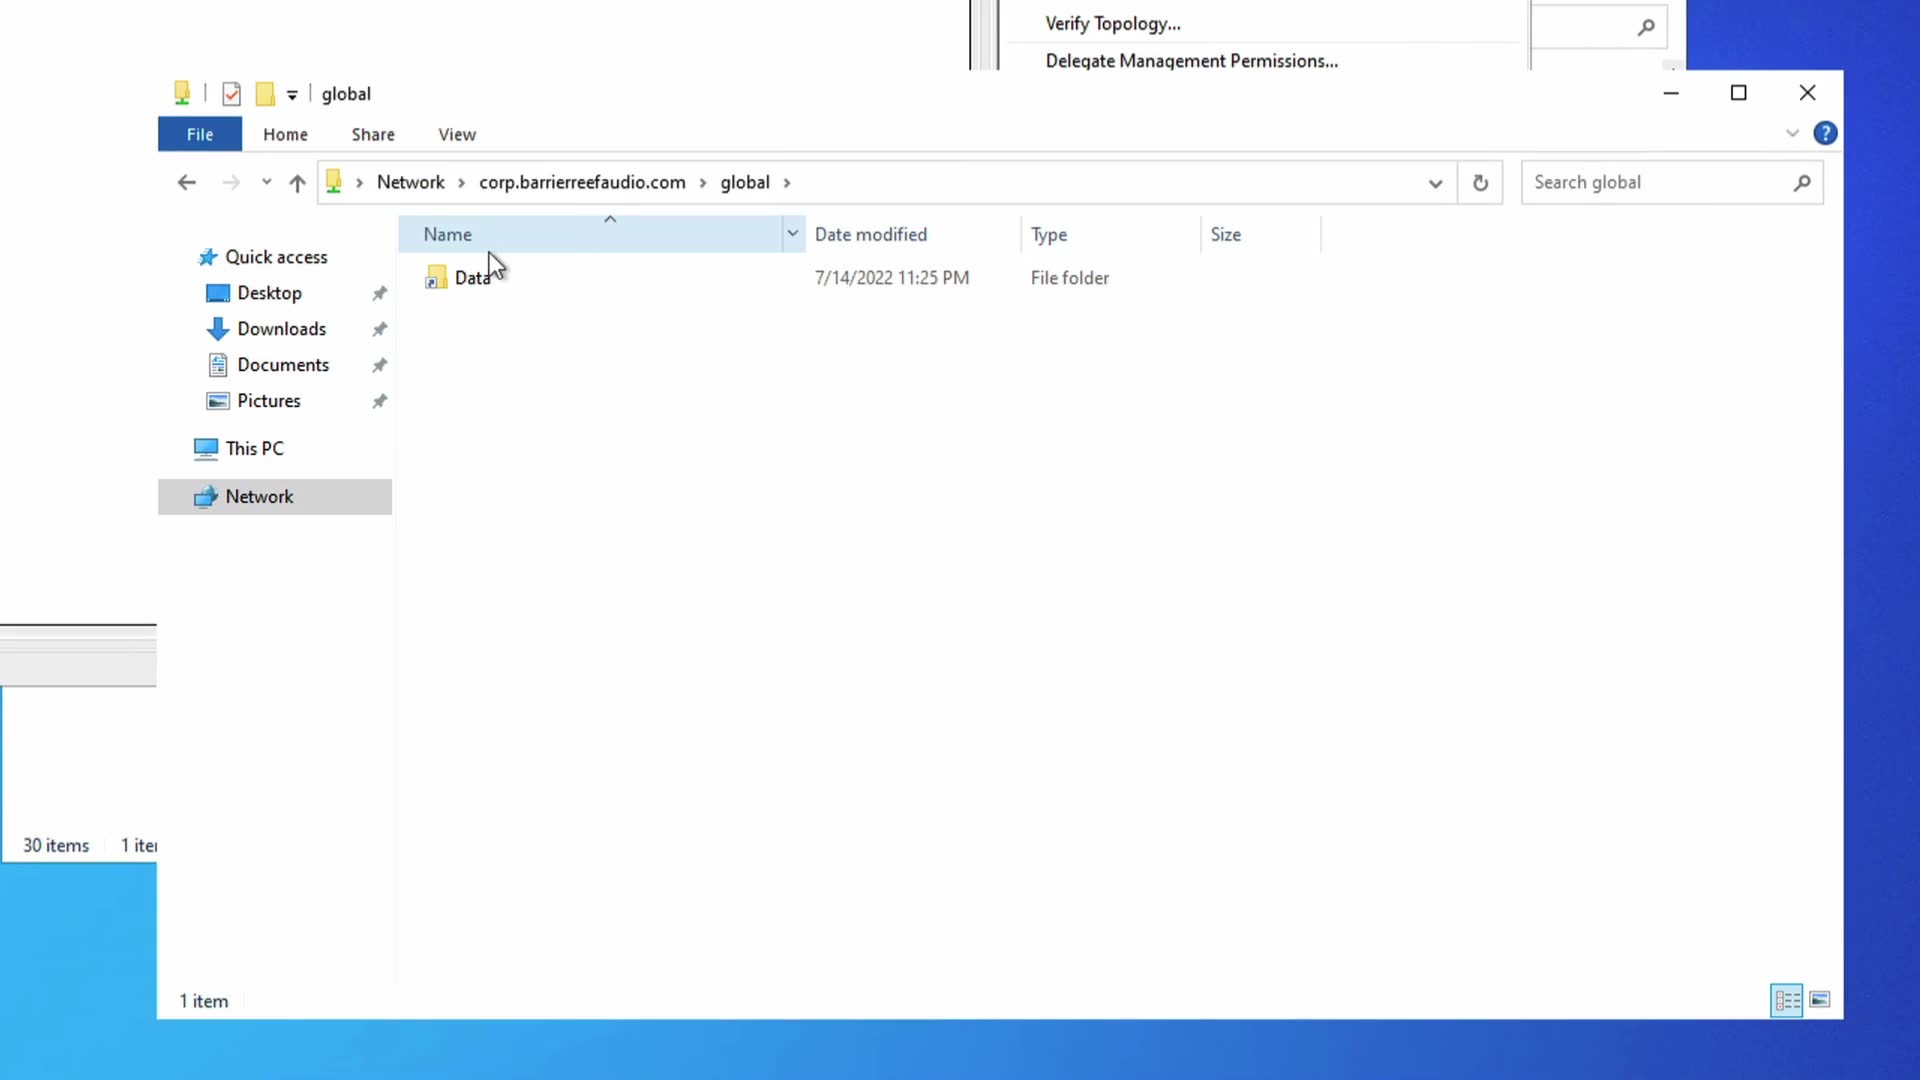 Verify Topology...
Delegate Management Permissions...
global
File Home Share View
?
Network corp.barrierreefaudio.com global
Search global
Name Date modified Type Size
Data 7/14/2022 11:25 PM File folder
Quick access
Desktop
Downloads
Documents
Pictures
This PC
Network
30 items
1 item